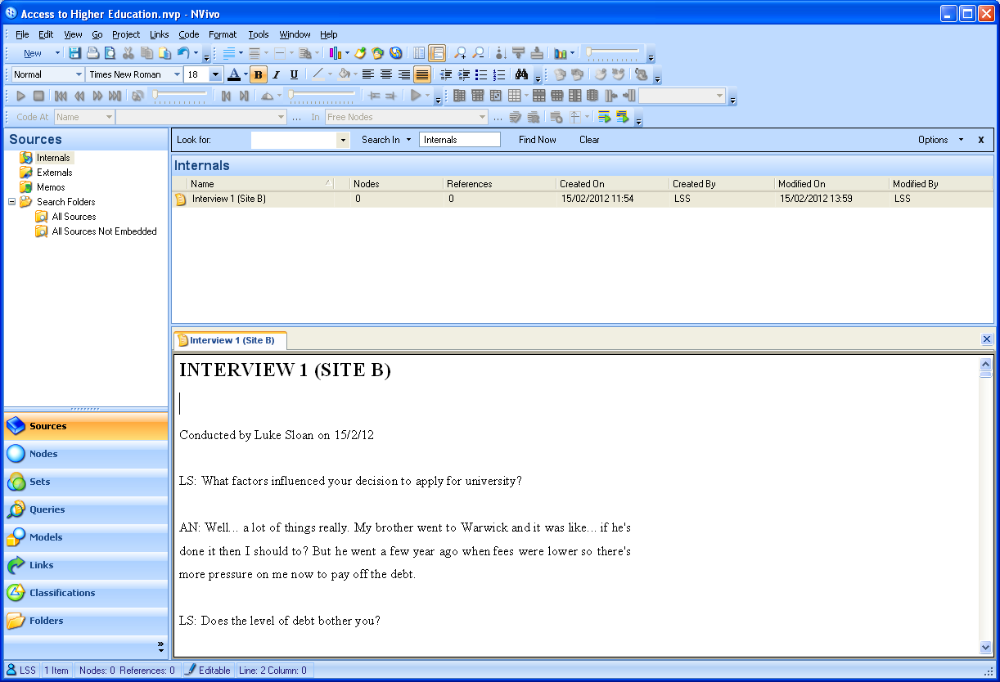 Access to Higher Education.nvp - NVivo
File Edit View Go Project Links Code Format Tools Window Help
New
Normal Times New Roman 18 A B I U
Code At Name ... In Free Nodes ...
Sources
Internals
Externals
Memos
Search Folders
All Sources
All Sources Not Embedded
Sources
Nodes
Sets
Queries
Models
Links
Classifications
Folders
Look for: Search In Internals Find Now Clear Options x
Internals
Name Nodes References Created On Created By Modified On Modified By
Interview 1 (Site B) 0 0 15/02/2012 11:54 LSS 15/02/2012 13:59 LSS
Interview 1 (Site B)
INTERVIEW 1 (SITE B)
Conducted by Luke Sloan on 15/2/12
LS: What factors influenced your decision to apply for university?
AN: Well... a lot of things really. My brother went to Warwick and it was like... if he's
done it then I should to? But he went a few year ago when fees were lower so there's
more pressure on me now to pay off the debt.
LS: Does the level of debt bother you?
LSS 1 Item Nodes: 0 References: 0 Editable Line: 2 Column: 0